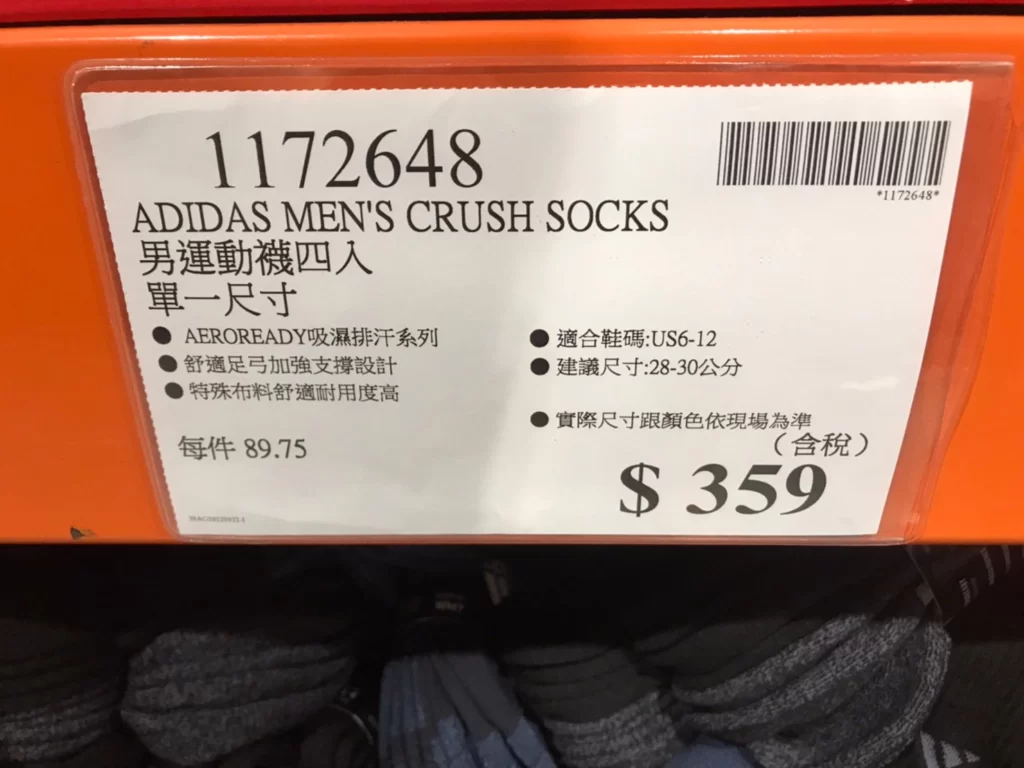 1172648
*1172648*
ADIDAS MEN'S CRUSH SOCKS
男運動襪四入
單一尺寸
● AEROREADY吸濕排汗系列
● 舒適足弓加強支撐設計
● 特殊布料舒適耐用度高
● 適合鞋碼:US6-12
● 建議尺寸:28-30公分
● 實際尺寸跟顏色依現場為準
每件 89.75
（含稅）
$ 359